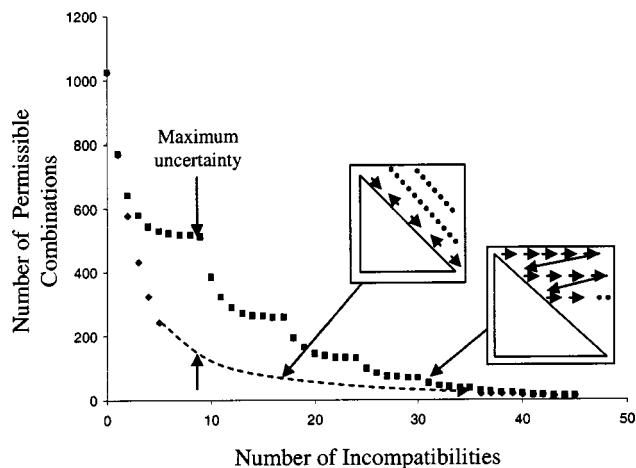 1200
1000
800
600
400
200
0
Number of Permissible
Combinations
Maximum
uncertainty
0
10
20
30
40
50
Number of Incompatibilities